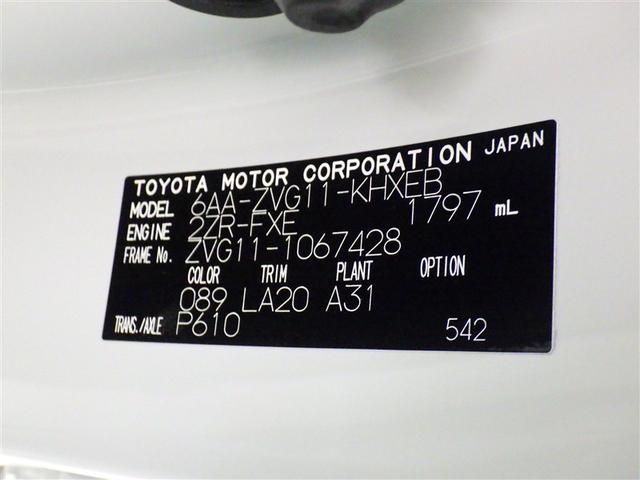 TOYOTA MOTOR CORPORATION JAPAN
MODEL 6AA-ZVG11-KHXEB
ENGINE 2ZR-FXE 1797 mL
FRAME No. ZVG11-1067428
COLOR TRIM PLANT OPTION
089 LA20 A31
TRANS./AXLE P610 542